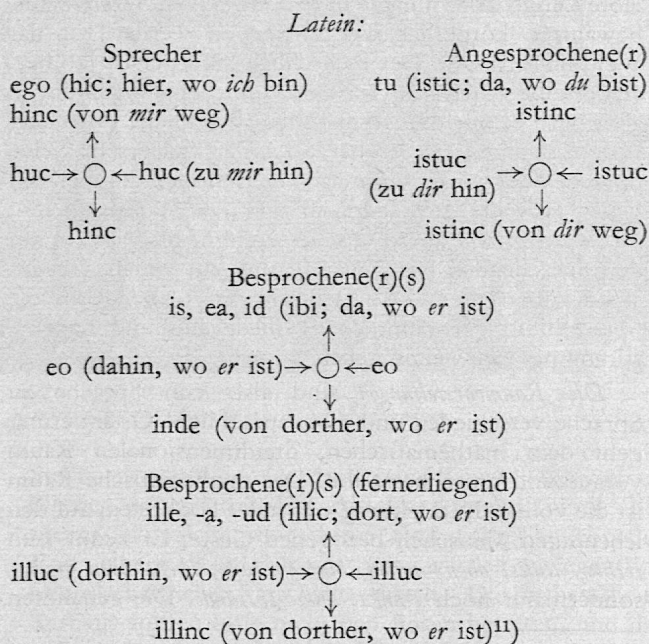 Latein:
Sprecher
ego (hic; hier, wo ich bin)
hinc (von mir weg)
↑
huc→○←huc (zu mir hin)
↓
hinc
Angesprochene(r)
tu (istic; da, wo du bist)
istinc
↑
istuc →○← istuc
(zu dir hin)
↓
istinc (von dir weg)
Besprochene(r)(s)
is, ea, id (ibi; da, wo er ist)
↑
eo (dahin, wo er ist)→○←eo
↓
inde (von dorther, wo er ist)
Besprochene(r)(s) (fernerliegend)
ille, -a, -ud (illic; dort, wo er ist)
↑
illuc (dorthin, wo er ist)→○←illuc
↓
illinc (von dorther, wo er ist¹¹)